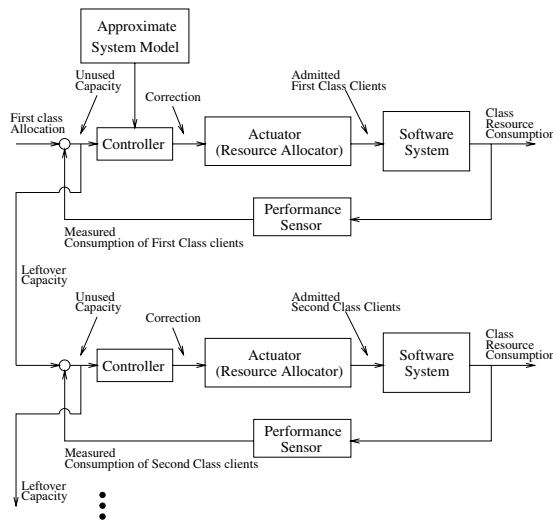 Approximate
System Model
Unused
Capacity
Correction
Admitted
First Class Clients
First class
Allocation
Class
Resource
Consumption
Controller
Actuator
(Resource Allocator)
Software
System
Performance
Sensor
Measured
Consumption of First Class clients
Leftover
Capacity
Unused
Capacity
Correction
Admitted
Second Class Clients
Class
Resource
Consumption
Controller
Actuator
(Resource Allocator)
Software
System
Performance
Sensor
Measured
Consumption of Second Class clients
Leftover
Capacity